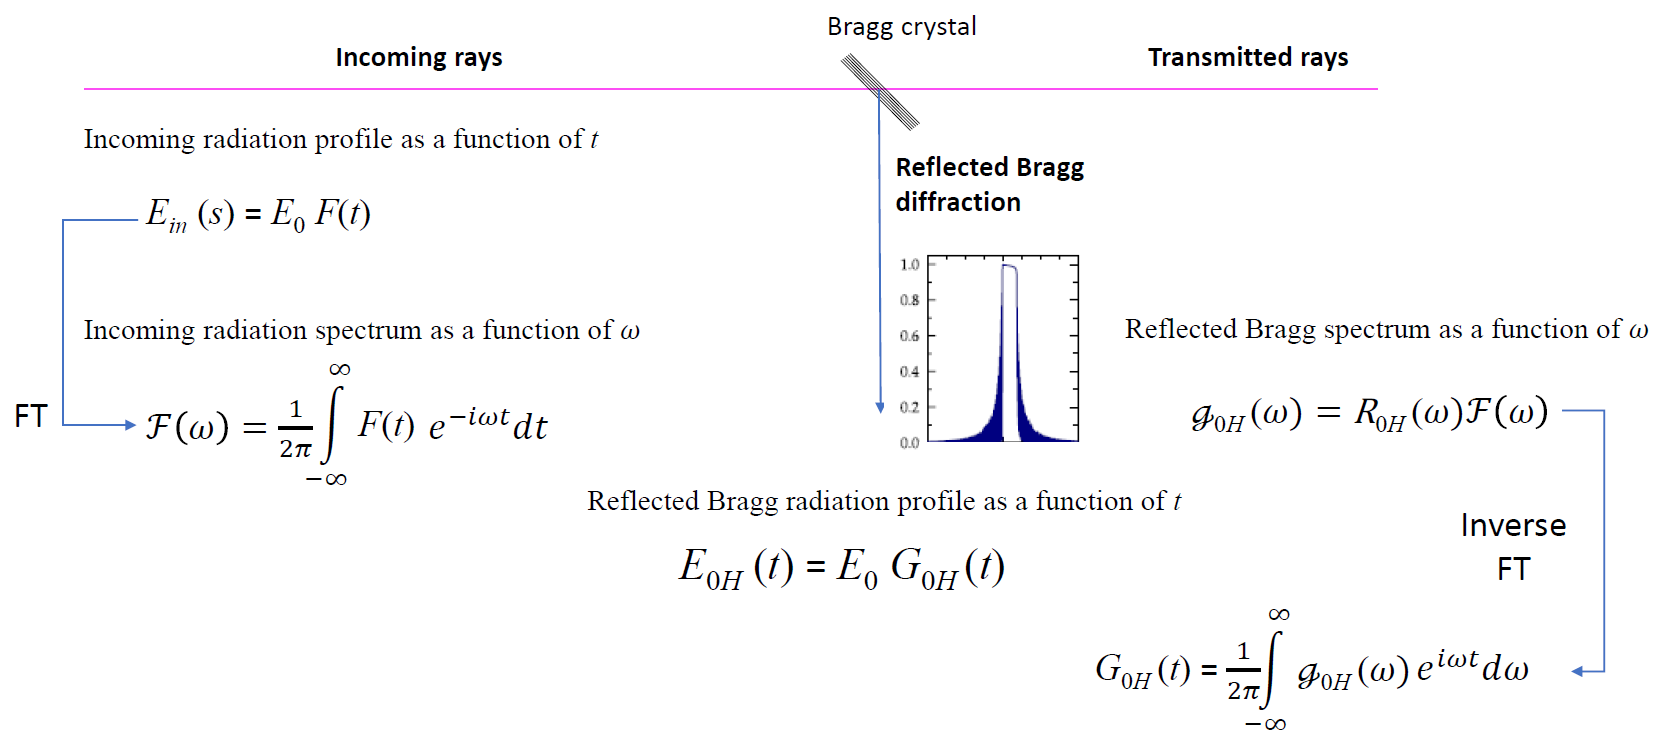 Bragg crystal
Incoming rays
Transmitted rays
Incoming radiation profile as a function of t
Reflected Bragg
diffraction
E_in (s) = E_0 F(t)
1.0
0.8
0.6
0.4
0.2
0.0
Incoming radiation spectrum as a function of ω
Reflected Bragg spectrum as a function of ω
FT
ℱ(ω) = 1/2π ∫_{−∞}^{∞} F(t) e^{−iωt} dt
ℊ_0H(ω) = R_0H(ω)ℱ(ω)
Reflected Bragg radiation profile as a function of t
E_0H (t) = E_0 G_0H (t)
Inverse
FT
G_0H (t) = 1/2π ∫_{−∞}^{∞} ℊ_0H(ω) e^{iωt} dω